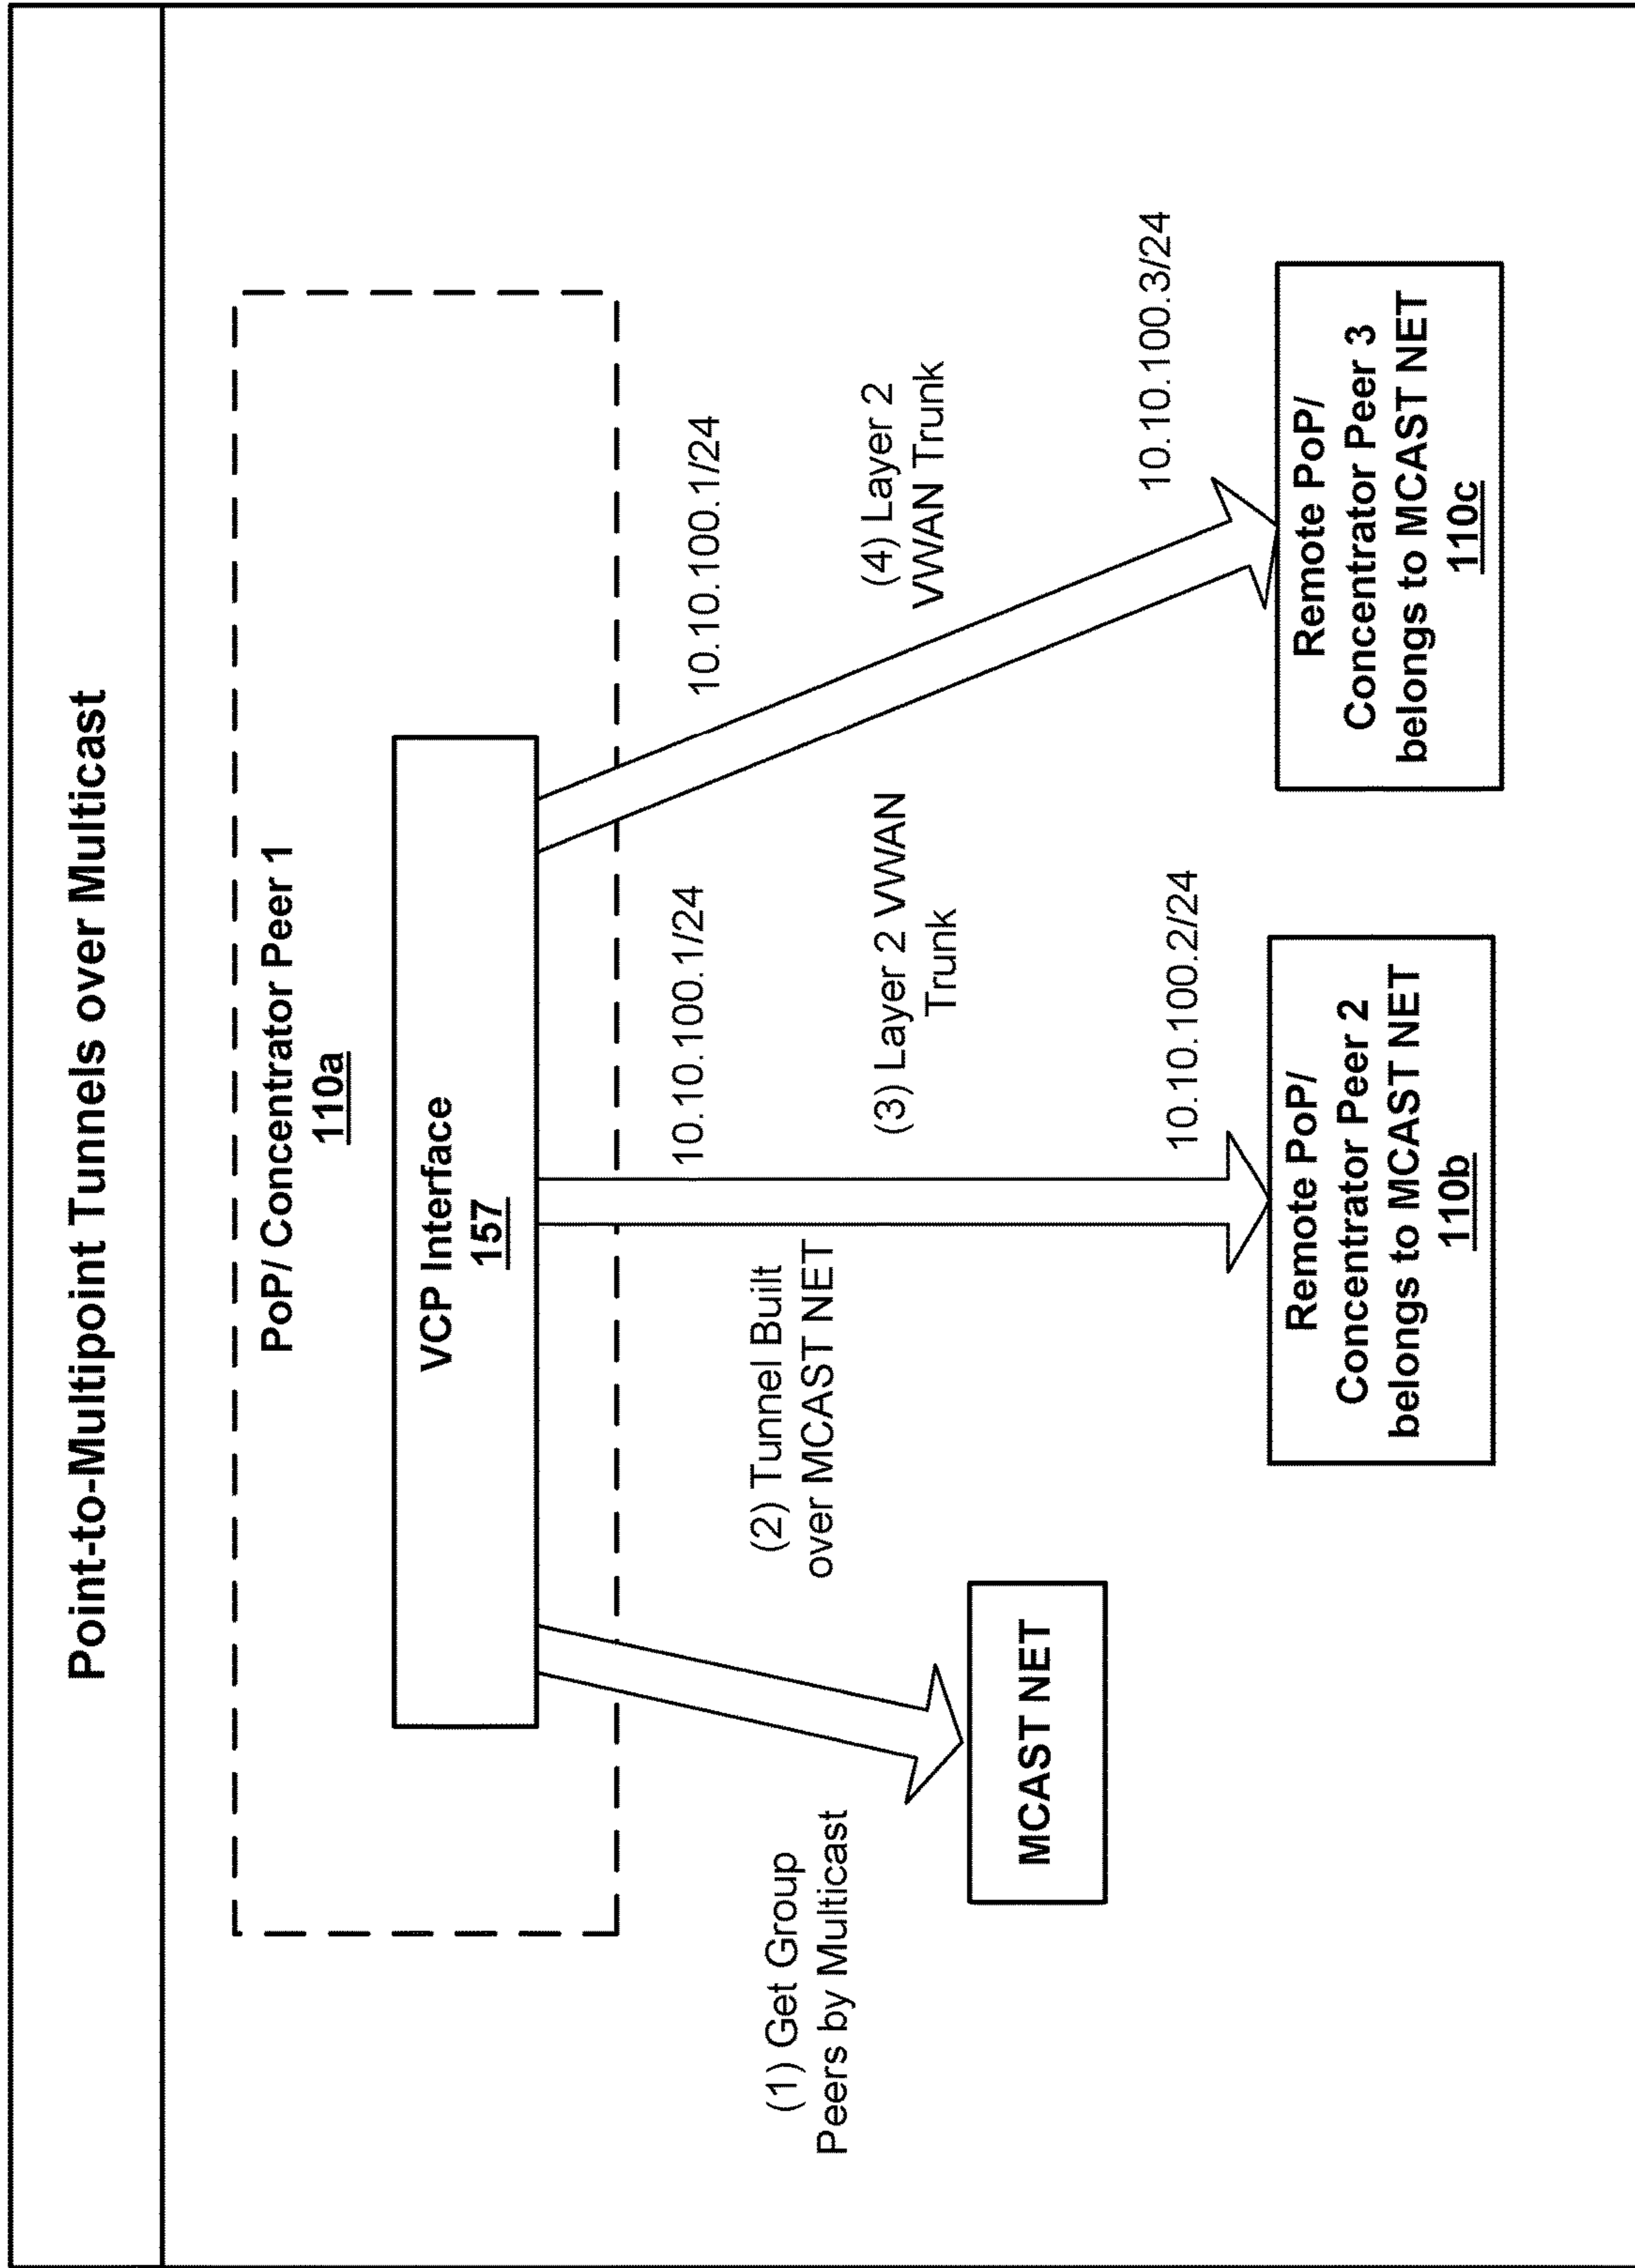 Point-to-Multipoint Tunnels over Multicast
PoP/ Concentrator Peer 1
110a
VCP Interface
157
(1) Get Group
Peers by Multicast
MCAST NET
(2) Tunnel Built
over MCAST NET
10.10.100.1/24
(3) Layer 2 VWAN
Trunk
10.10.100.2/24
Remote PoP/
Concentrator Peer 2
belongs to MCAST NET
110b
10.10.100.1/24
(4) Layer 2
VWAN Trunk
10.10.100.3/24
Remote PoP/
Concentrator Peer 3
belongs to MCAST NET
110c